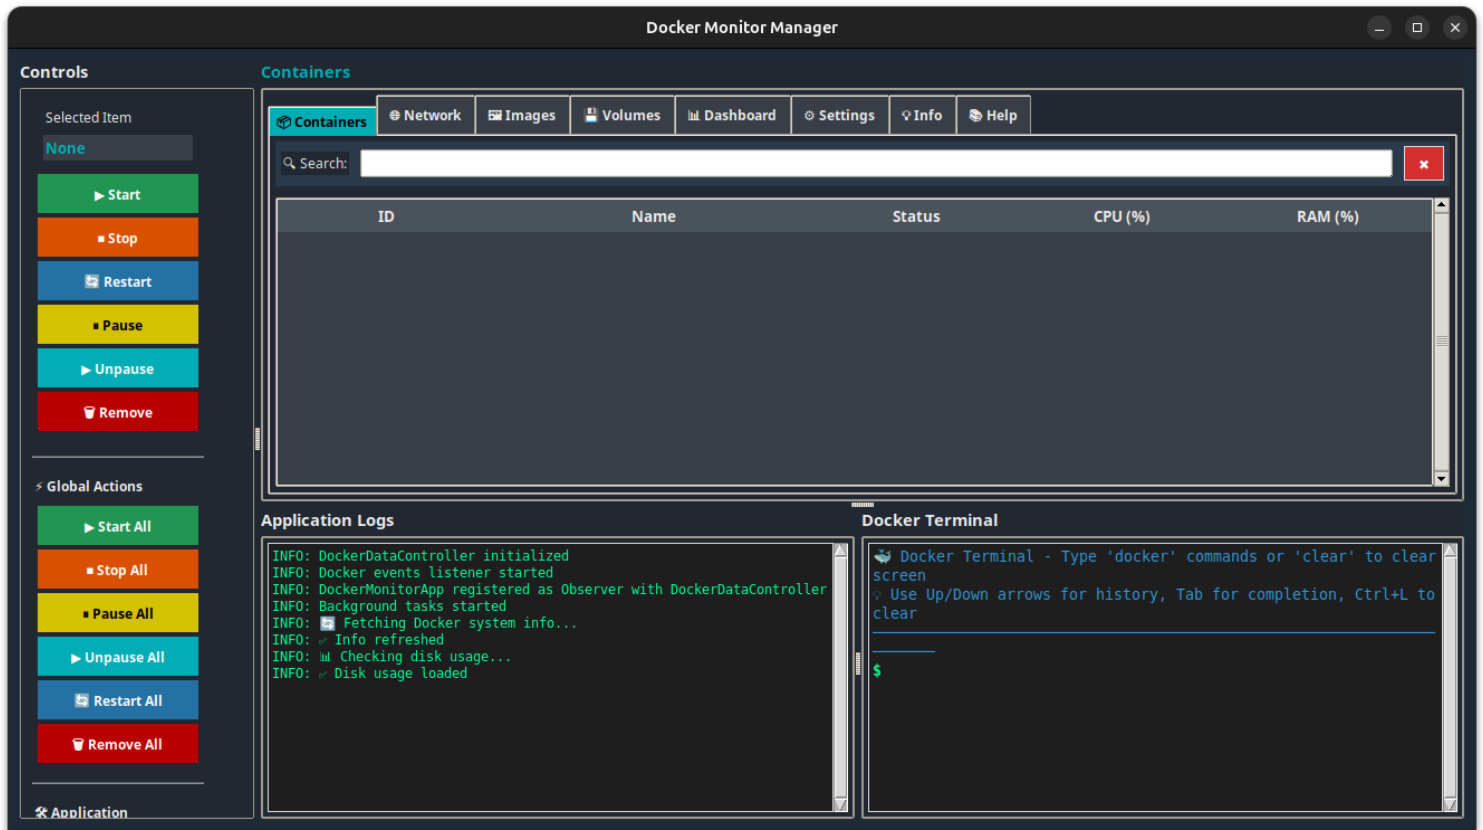 Docker Monitor Manager
Controls
Selected Item
None
▶ Start
■ Stop
🔄 Restart
⏸ Pause
▶ Unpause
🗑 Remove
⚡ Global Actions
▶ Start All
■ Stop All
⏸ Pause All
▶ Unpause All
🔄 Restart All
🗑 Remove All
🛠 Application
Containers
📦 Containers 🌐 Network 🖼 Images 💾 Volumes 📊 Dashboard ⚙ Settings 💡 Info 📚 Help
🔍 Search: ✖
ID Name Status CPU (%) RAM (%)
Application Logs
INFO: DockerDataController initialized
INFO: Docker events listener started
INFO: DockerMonitorApp registered as Observer with DockerDataController
INFO: Background tasks started
INFO: 🔄 Fetching Docker system info...
INFO: ✅ Info refreshed
INFO: 📊 Checking disk usage...
INFO: ✅ Disk usage loaded
Docker Terminal
🐳 Docker Terminal - Type 'docker' commands or 'clear' to clear
screen
💡 Use Up/Down arrows for history, Tab for completion, Ctrl+L to
clear
$